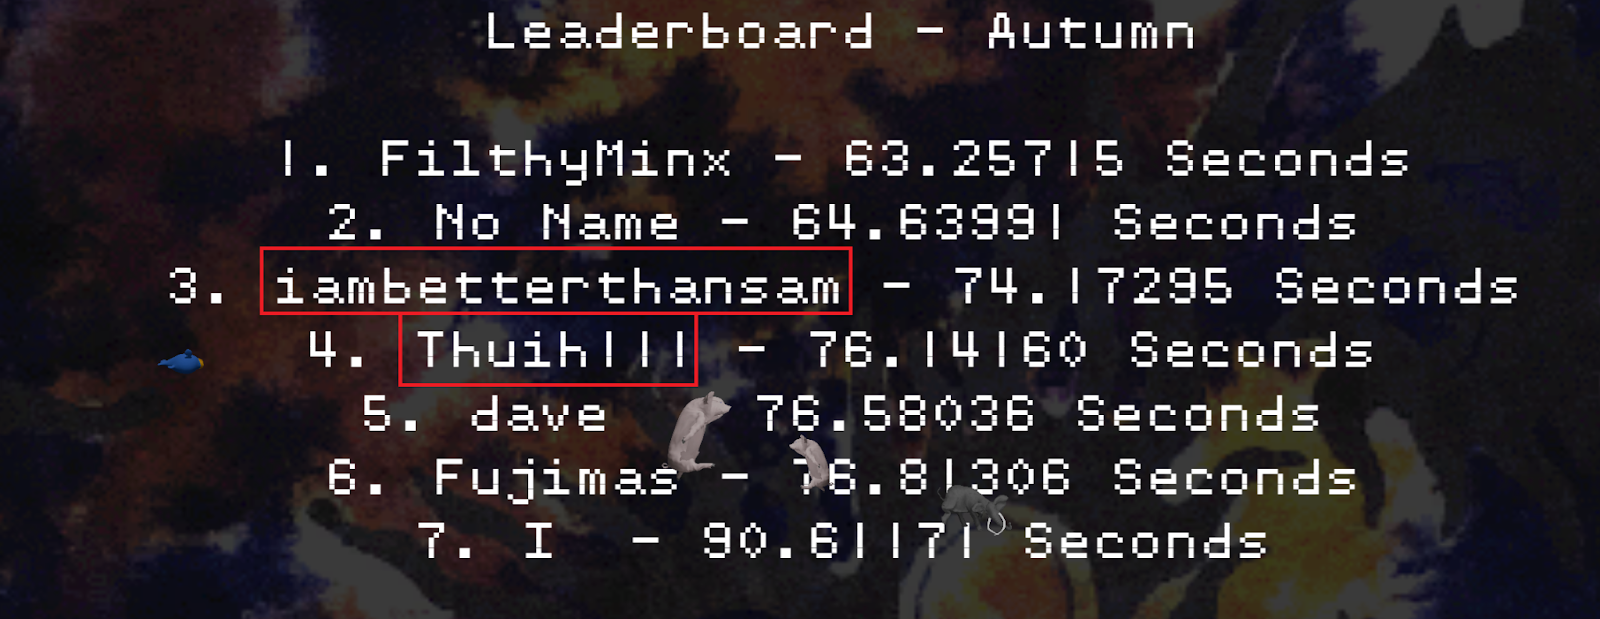 Leaderboard - Autumn
1. FilthyMinx - 63.25715 Seconds
2. No Name - 64.63991 Seconds
3. iambetterthansam - 74.17295 Seconds
4. Thuih111 - 76.14160 Seconds
5. dave 76.58036 Seconds
6. Fujimas - 76.81306 Seconds
7. I - 90.61171 Seconds